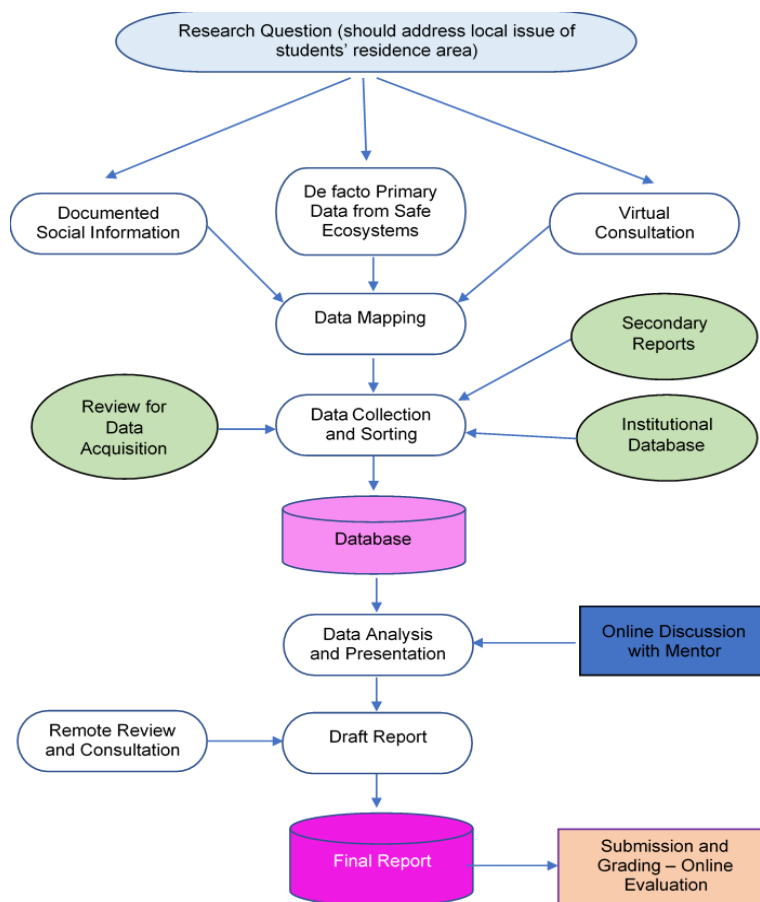 Research Question (should address local issue of
students’ residence area)
Documented
Social Information
De facto Primary
Data from Safe
Ecosystems
Virtual
Consultation
Data Mapping
Secondary
Reports
Review for
Data
Acquisition
Data Collection
and Sorting
Institutional
Database
Database
Data Analysis
and Presentation
Online Discussion
with Mentor
Remote Review
and Consultation
Draft Report
Final Report
Submission and
Grading – Online
Evaluation